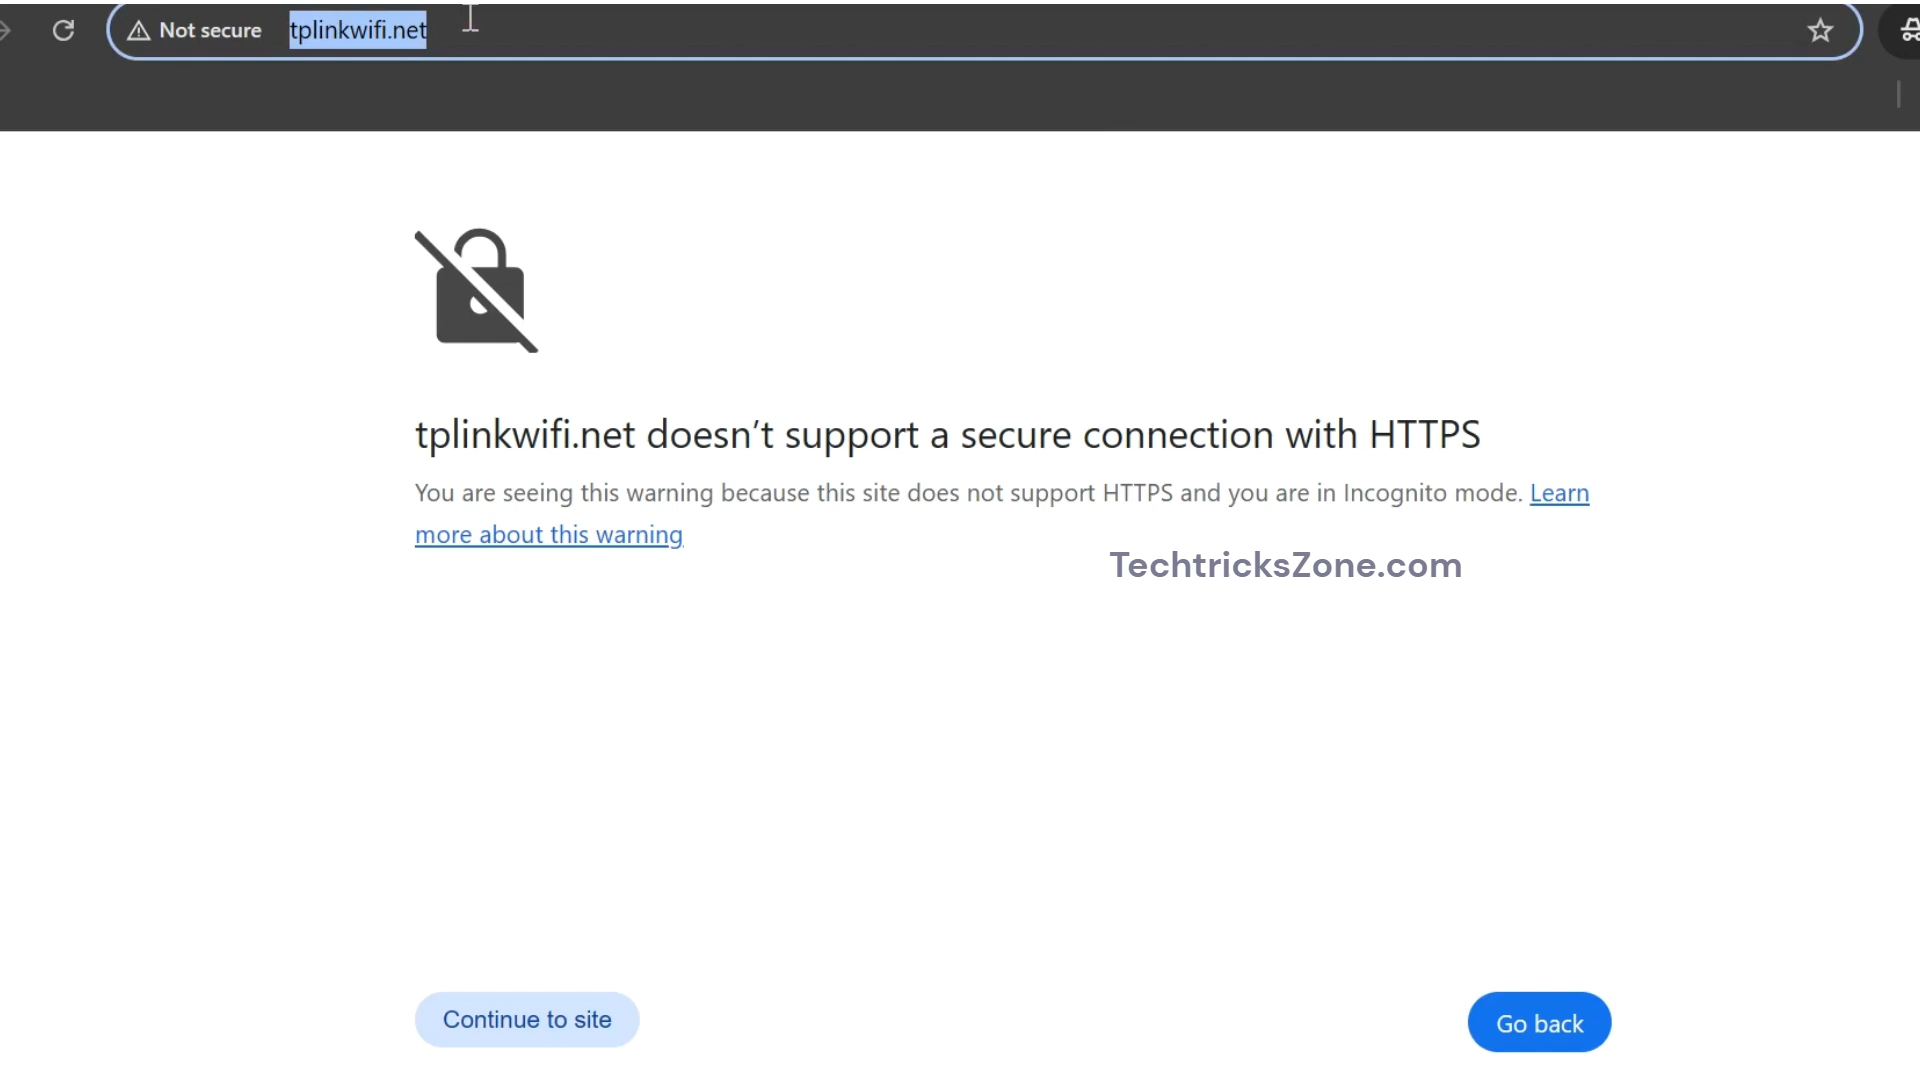 Not secure tplinkwifi.net
tplinkwifi.net doesn’t support a secure connection with HTTPS
You are seeing this warning because this site does not support HTTPS and you are in Incognito mode. Learn
more about this warning
TechtricksZone.com
Continue to site
Go back